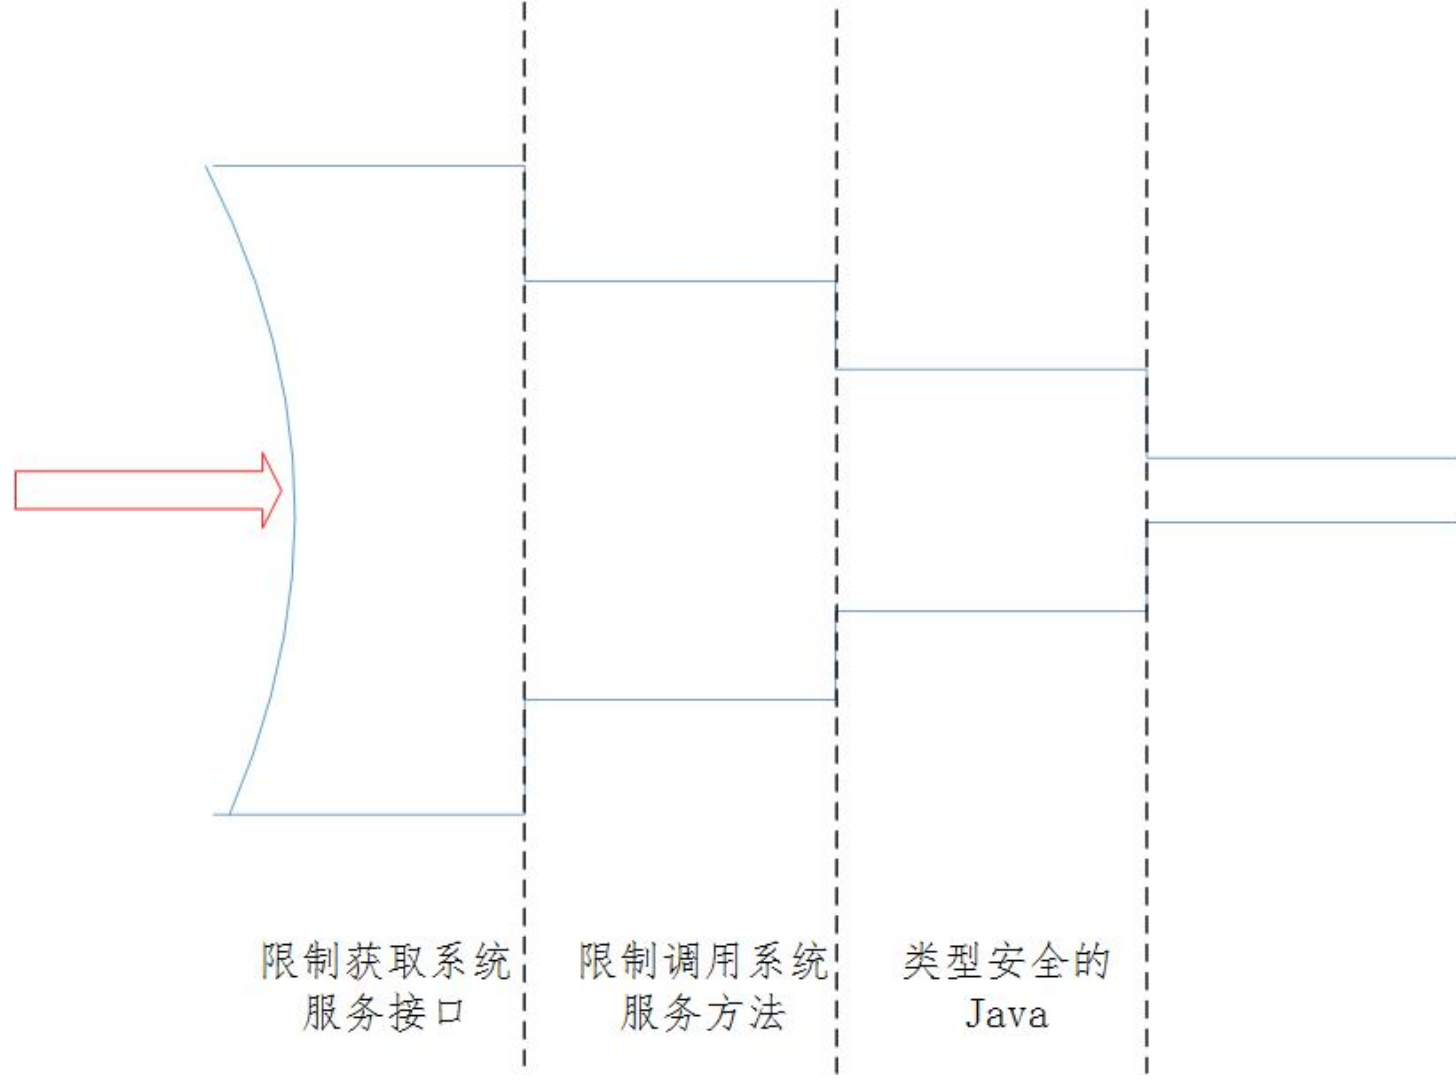 限制获取系统
服务接口
限制调用系统
服务方法
类型安全的
Java